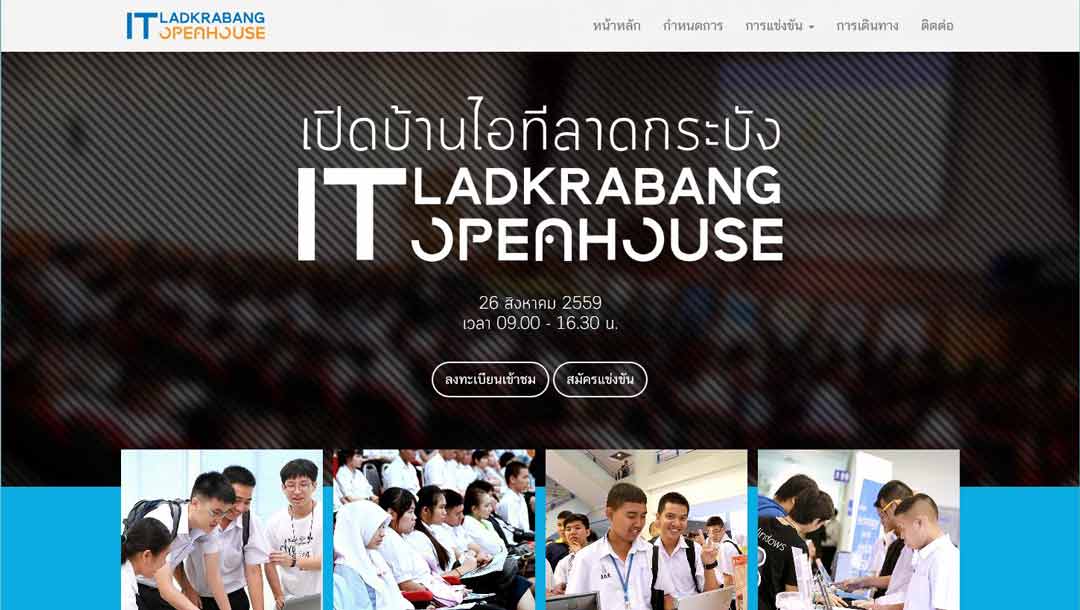 IT LADKRABANG
OPENHOUSE
หน้าหลัก กำหนดการ การแข่งขัน การเดินทาง ติดต่อ
เปิดบ้านไอทีลาดกระบัง
IT LADKRABANG
OPENHOUSE
26 สิงหาคม 2559
เวลา 09.00 - 16.30 น.
ลงทะเบียนเข้าชม สมัครแข่งขัน
indows